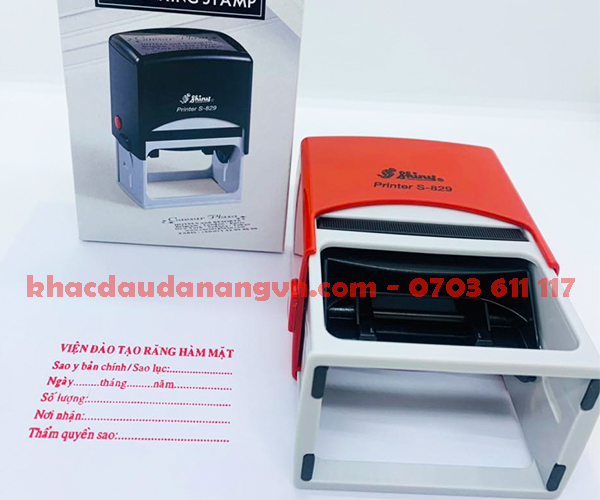 STAMP
Shiny
Printer S-829
Shiny
Printer S-829
khacdaudanangvn.com - 0703 611 117
VIỆN ĐÀO TẠO RĂNG HÀM MẶT
Sao y bản chính/Sao lục:....................
Ngày.........tháng.........năm.................
Số lượng:...........................................
Nơi nhận:...........................................
Thẩm quyền sao:................................